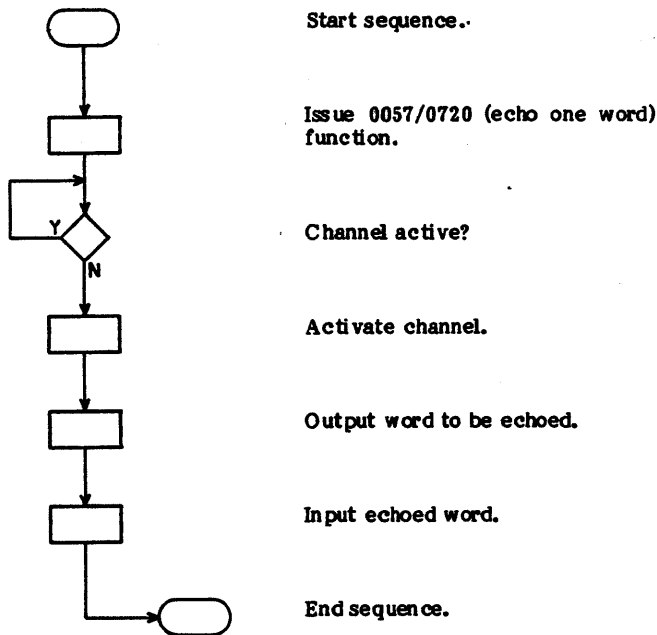 Start sequence.
Issue 0057/0720 (echo one word)
function.
Y
Channel active?
N
Activate channel.
Output word to be echoed.
Input echoed word.
End sequence.